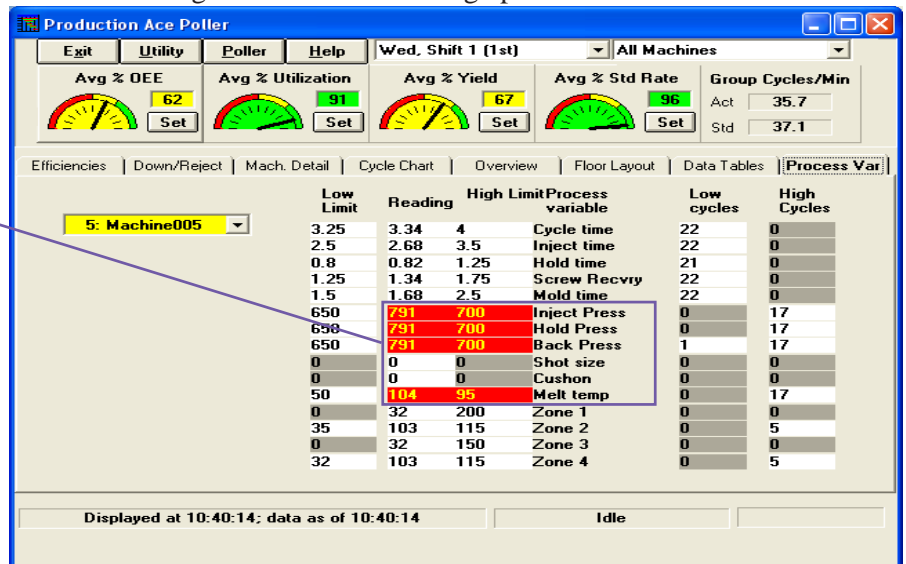 Production Ace Poller
Exit Utility Poller Help Wed, Shift 1 (1st) All Machines
Avg % OEE Avg % Utilization Avg % Yield Avg % Std Rate Group Cycles/Min
62 91 67 96 Act 35.7
Set Set Set Set Std 37.1
Efficiencies Down/Reject Mach. Detail Cycle Chart Overview Floor Layout Data Tables Process Var
Low Limit Reading High Limit Process variable Low cycles High Cycles
5: Machine005
3.25 3.34 4 Cycle time 22 0
2.5 2.68 3.5 Inject time 22 0
0.8 0.82 1.25 Hold time 21 0
1.25 1.34 1.75 Screw Recvry 22 0
1.5 1.68 2.5 Mold time 22 0
650 791 700 Inject Press 0 17
658 791 700 Hold Press 0 17
650 791 700 Back Press 1 17
0 0 0 Shot size 0 0
0 0 0 Cushon 0 0
50 104 95 Melt temp 0 17
0 32 200 Zone 1 0 0
35 103 115 Zone 2 0 5
0 32 150 Zone 3 0 0
32 103 115 Zone 4 0 5
Displayed at 10:40:14; data as of 10:40:14 Idle